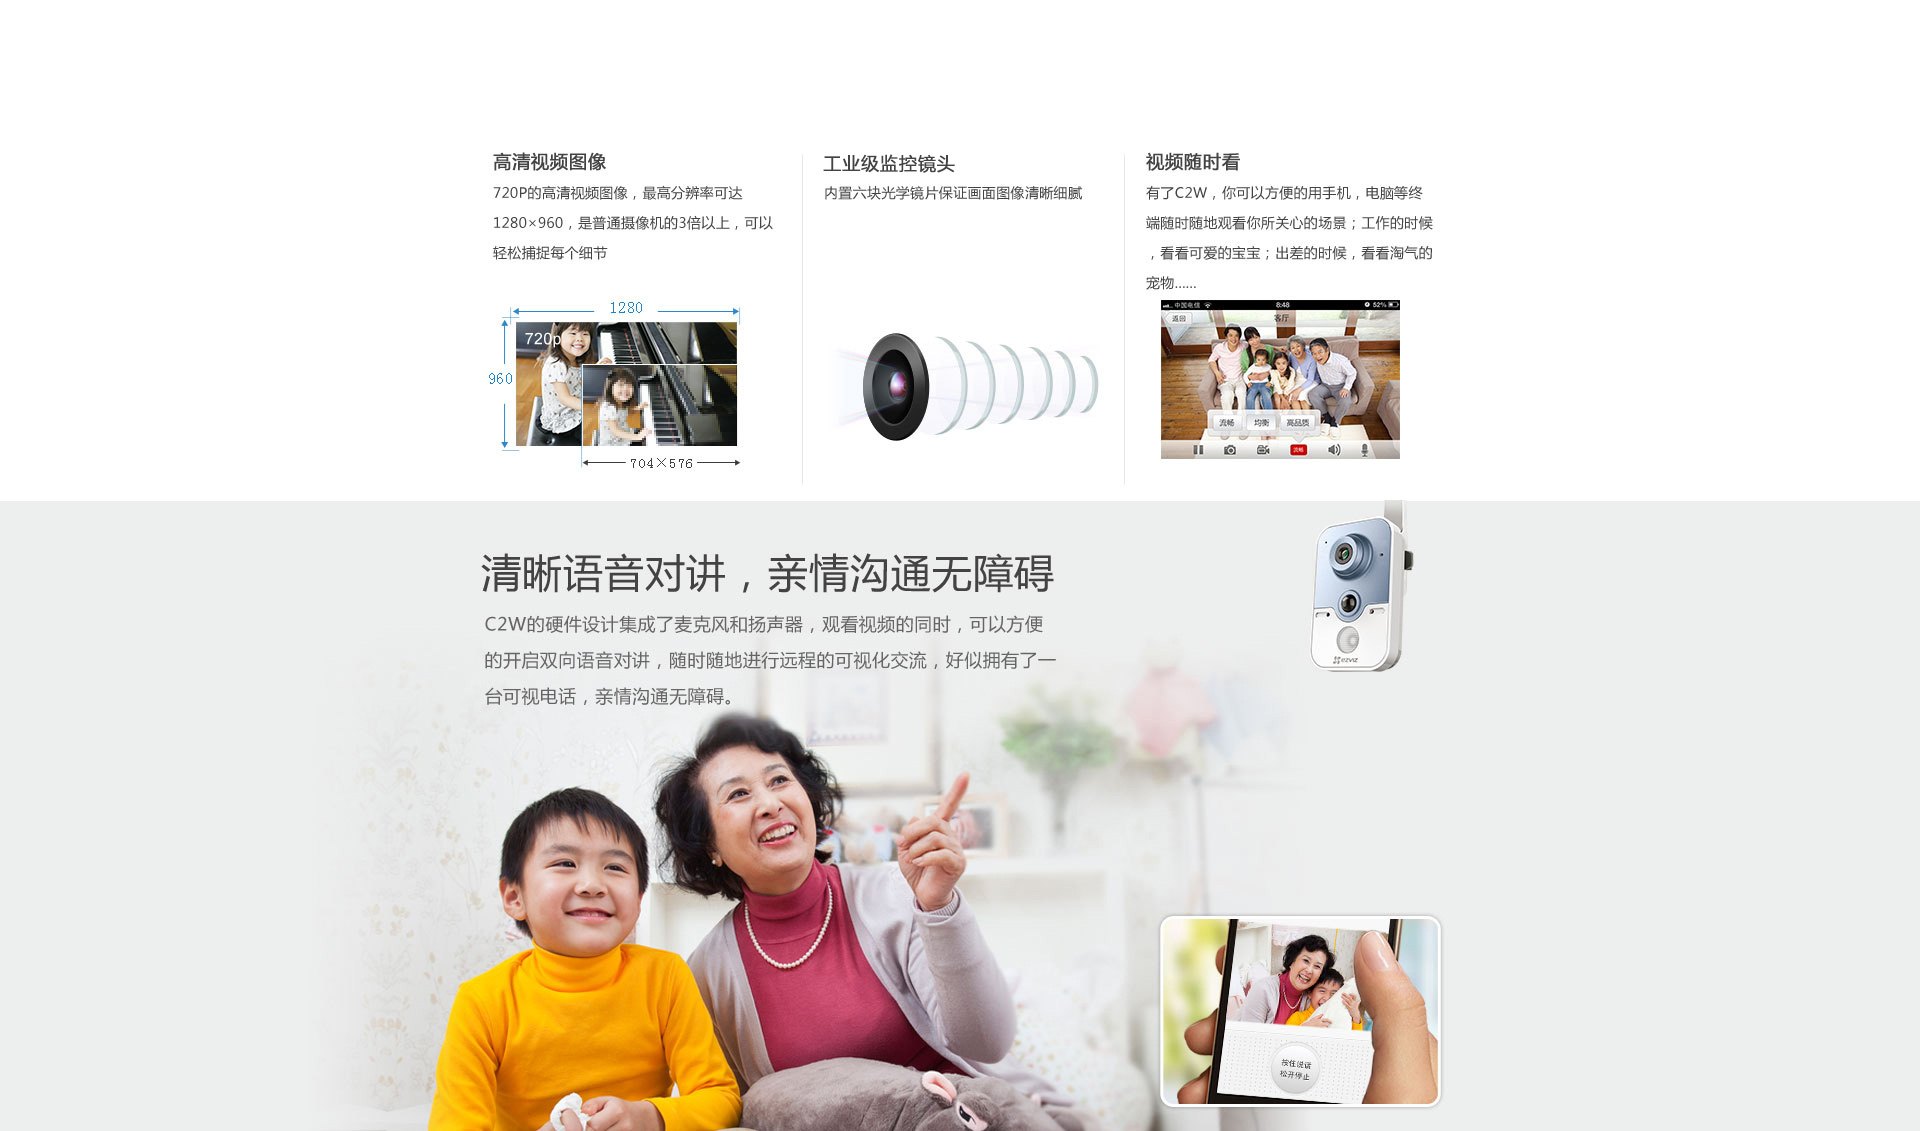 高清视频图像
720P的高清视频图像，最高分辨率可达
1280×960，是普通摄像机的3倍以上，可以
轻松捕捉每个细节
1280
720p
960
704×576
工业级监控镜头
内置六块光学镜片保证画面图像清晰细腻
视频随时看
有了C2W，你可以方便的用手机，电脑等终
端随时随地观看你所关心的场景；工作的时候
，看看可爱的宝宝；出差的时候，看看淘气的
宠物......
中国电信 8:48 52%
返回 客厅
流畅 均衡 高品质
流畅
清晰语音对讲，亲情沟通无障碍
C2W的硬件设计集成了麦克风和扬声器，观看视频的同时，可以方便
的开启双向语音对讲，随时随地进行远程的可视化交流，好似拥有了一
台可视电话，亲情沟通无障碍。
ezviz
按住说话
松开停止